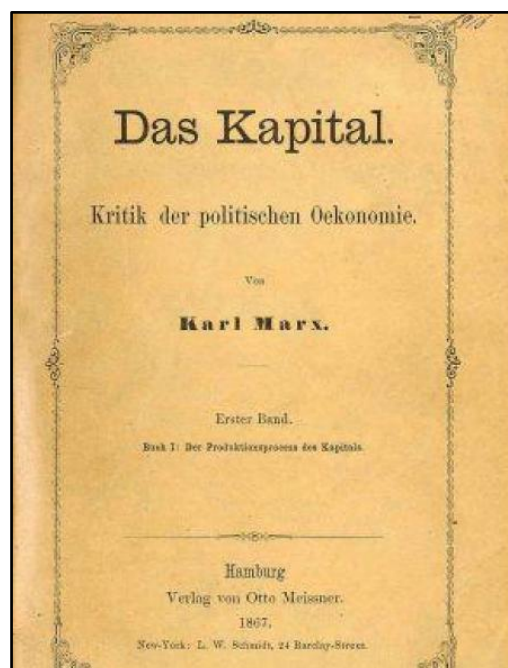 Das Kapital.
Kritik der politischen Oekonomie.
Von
Karl Marx.
Erster Band.
Buch I: Der Produktionsprocess des Kapitals.
Hamburg
Verlag von Otto Meissner.
1867.
New-York: L. W. Schmidt, 24 Barclay-Street.